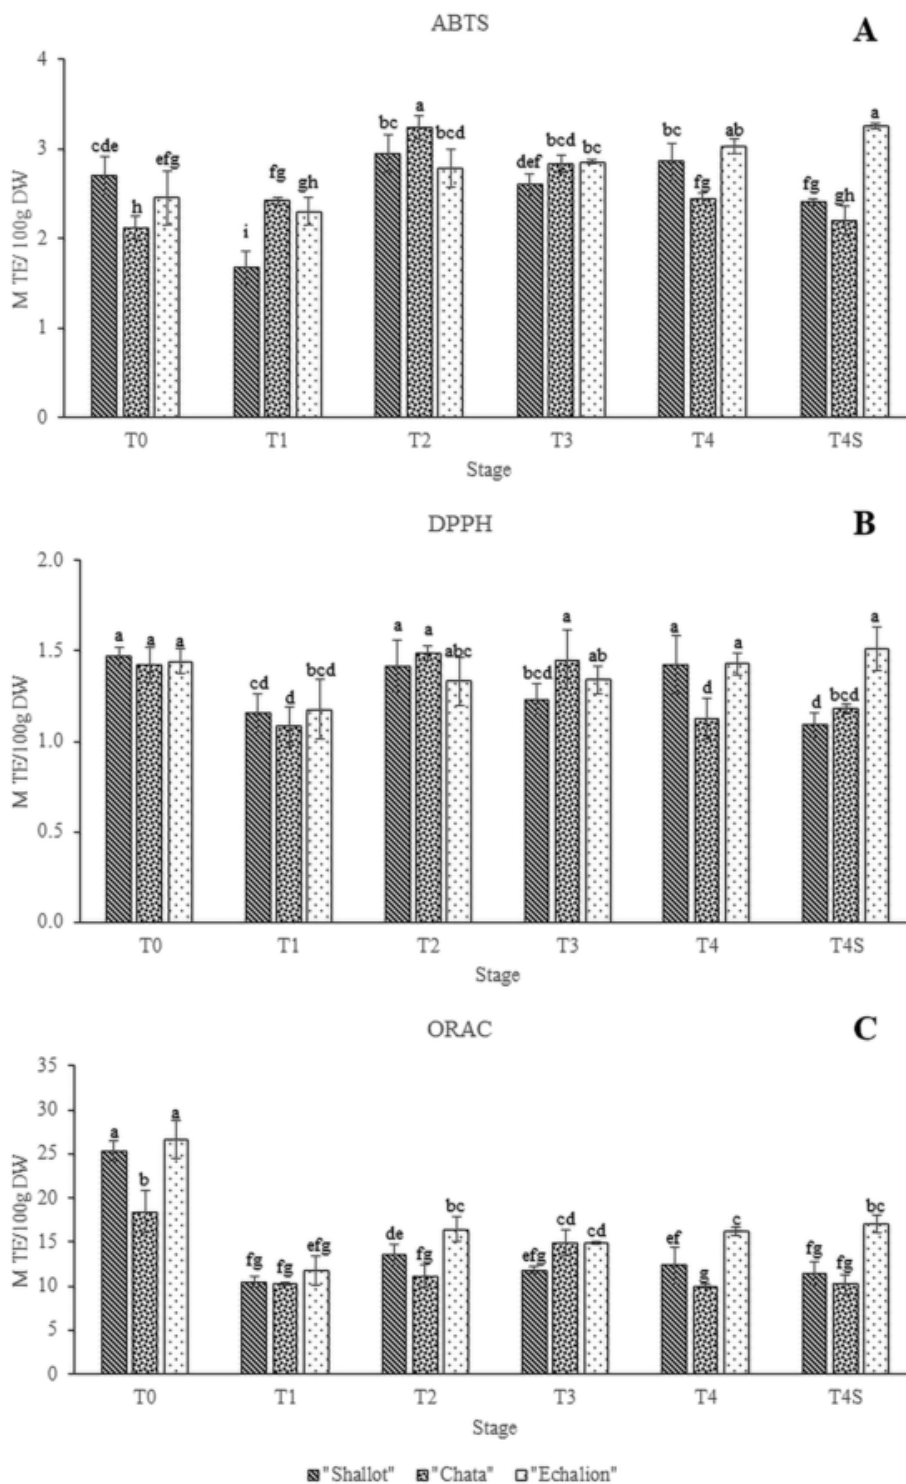 ABTS
A
4
3
2
1
0
M TE/ 100g DW
cde
h
efg
i
fg
gh
bc
a
bcd
def
bcd
bc
bc
fg
ab
fg
gh
a
T0 T1 T2 T3 T4 T4S
Stage
DPPH
B
2.0
1.5
1.0
0.5
0.0
M TE/100g DW
a
a
a
cd
d
bcd
a
a
abc
bcd
a
ab
a
d
a
d
bcd
a
T0 T1 T2 T3 T4 T4S
Stage
ORAC
C
35
30
25
20
15
10
5
0
M TE/100g DW
a
b
a
fg
fg
efg
de
fg
bc
efg
cd
cd
ef
g
c
fg
fg
bc
T0 T1 T2 T3 T4 T4S
Stage
"Shallot" "Chata" "Echalion"